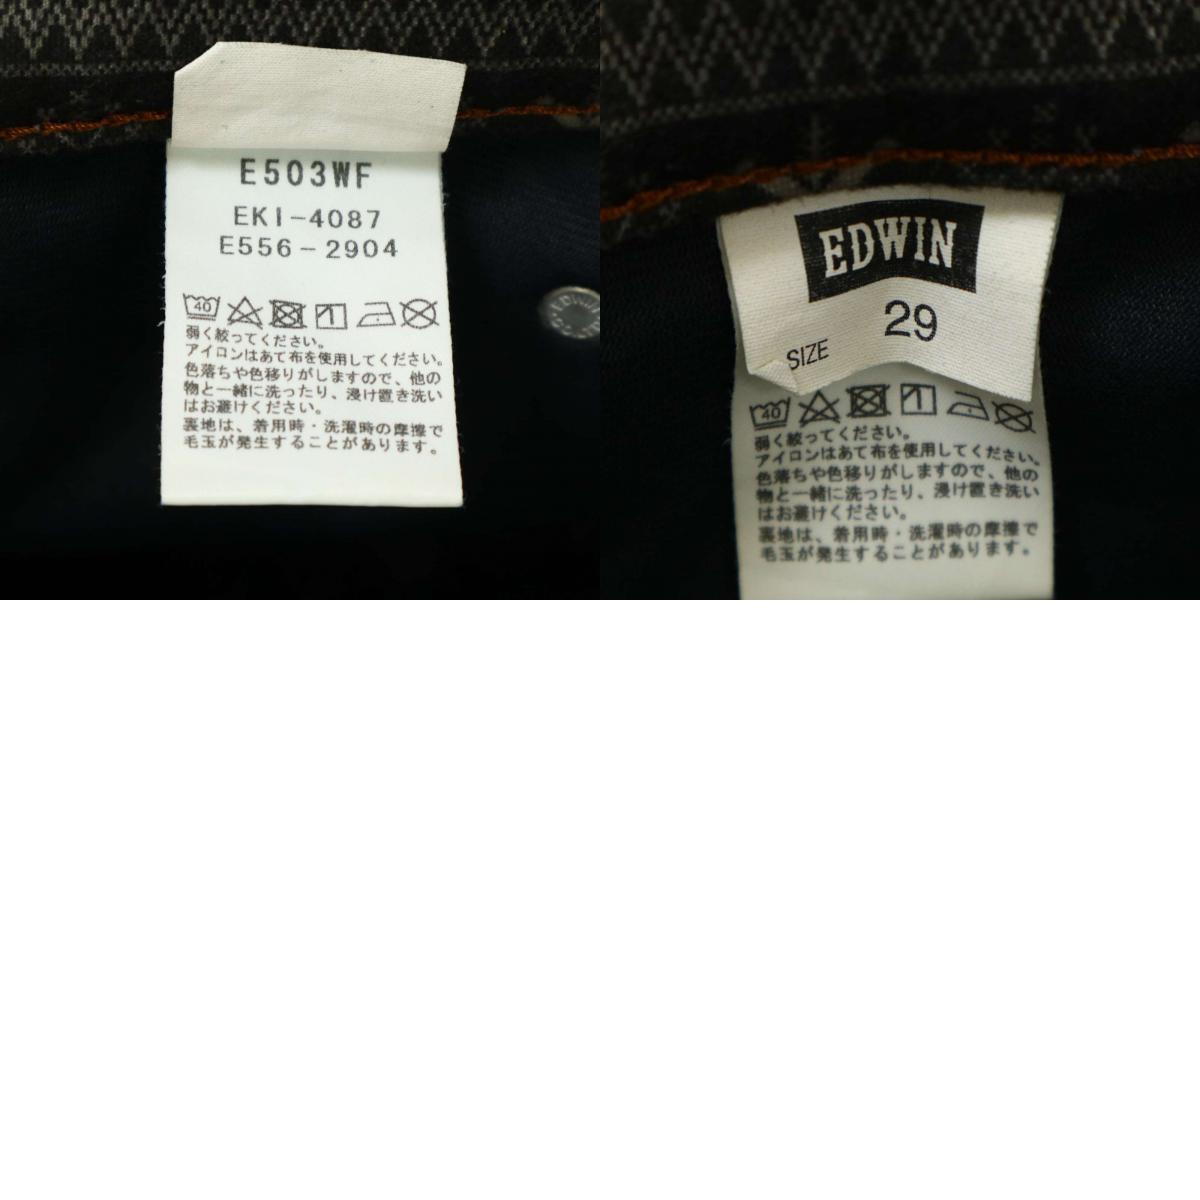 E503WF
EKI-4087
E556-2904
40
弱く絞ってください。
アイロンはあて布を使用してください。
色落ちや色移りがしますので、他の
物と一緒に洗ったり、浸け置き洗い
はお避けください。
裏地は、着用時・洗濯時の摩擦で
毛玉が発生することがあります。
EDWIN
EDWIN
29
SIZE
40
弱く絞ってください。
アイロンはあて布を使用してください。
色落ちや色移りがしますので、他の
物と一緒に洗ったり、浸け置き洗い
はお避けください。
裏地は、着用時・洗濯時の摩擦で
毛玉が発生することがあります。